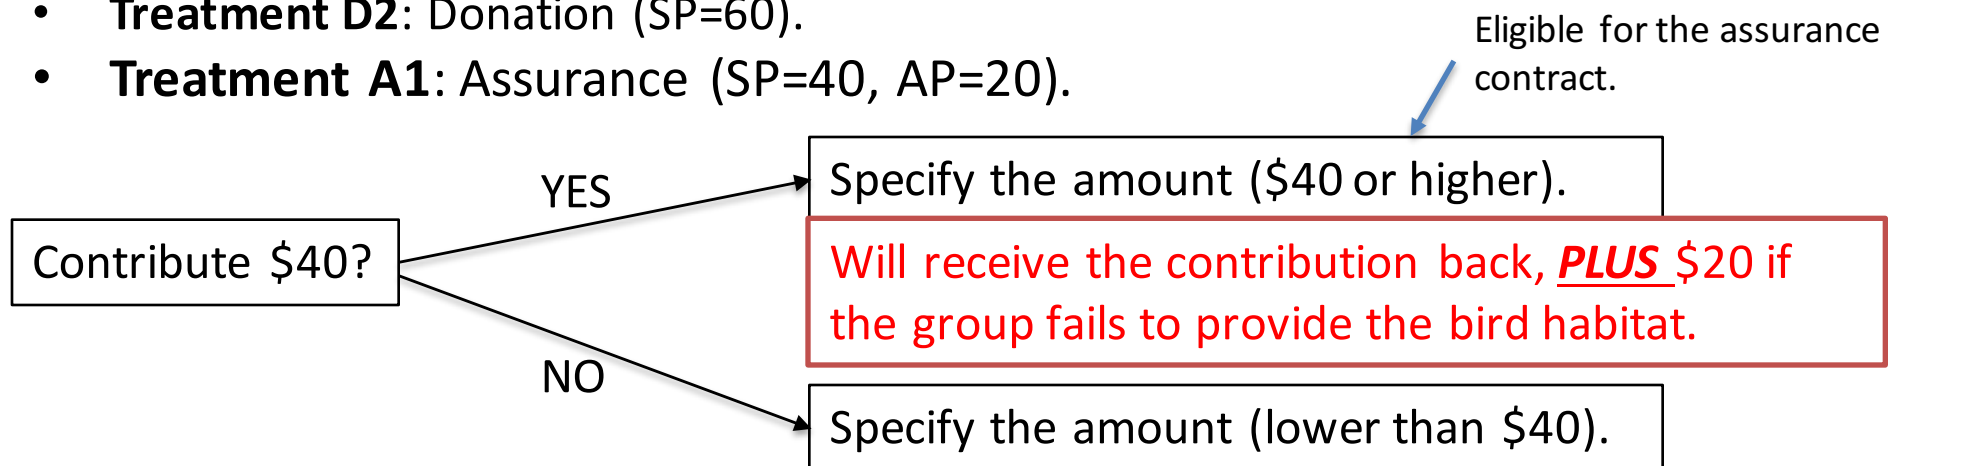 • Treatment D2: Donation (SP=60).
• Treatment A1: Assurance (SP=40, AP=20).
Eligible for the assurance
contract.
YES
Specify the amount ($40 or higher).
Contribute $40?
Will receive the contribution back, PLUS $20 if
the group fails to provide the bird habitat.
NO
Specify the amount (lower than $40).